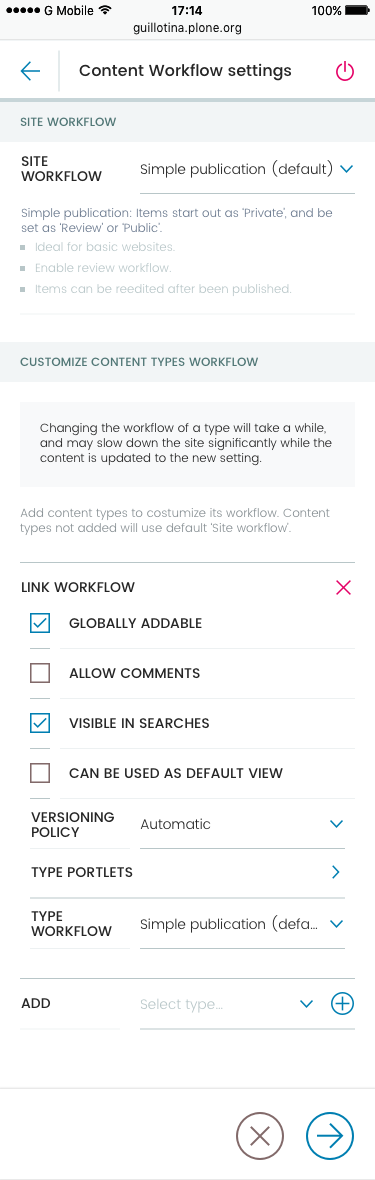 G Mobile 17:14 100%
guillotina.plone.org
Content Workflow settings
SITE WORKFLOW
SITE
WORKFLOW
Simple publication (default)
Simple publication: Items start out as 'Private', and be
set as 'Review' or 'Public'.
Ideal for basic websites.
Enable review workflow.
Items can be reedited after been published.
CUSTOMIZE CONTENT TYPES WORKFLOW
Changing the workflow of a type will take a while,
and may slow down the site significantly while the
content is updated to the new setting.
Add content types to costumize its workflow. Content
types not added will use default 'Site workflow'.
LINK WORKFLOW
GLOBALLY ADDABLE
ALLOW COMMENTS
VISIBLE IN SEARCHES
CAN BE USED AS DEFAULT VIEW
VERSIONING
POLICY
Automatic
TYPE PORTLETS
TYPE
WORKFLOW
Simple publication (defa...
ADD
Select type...